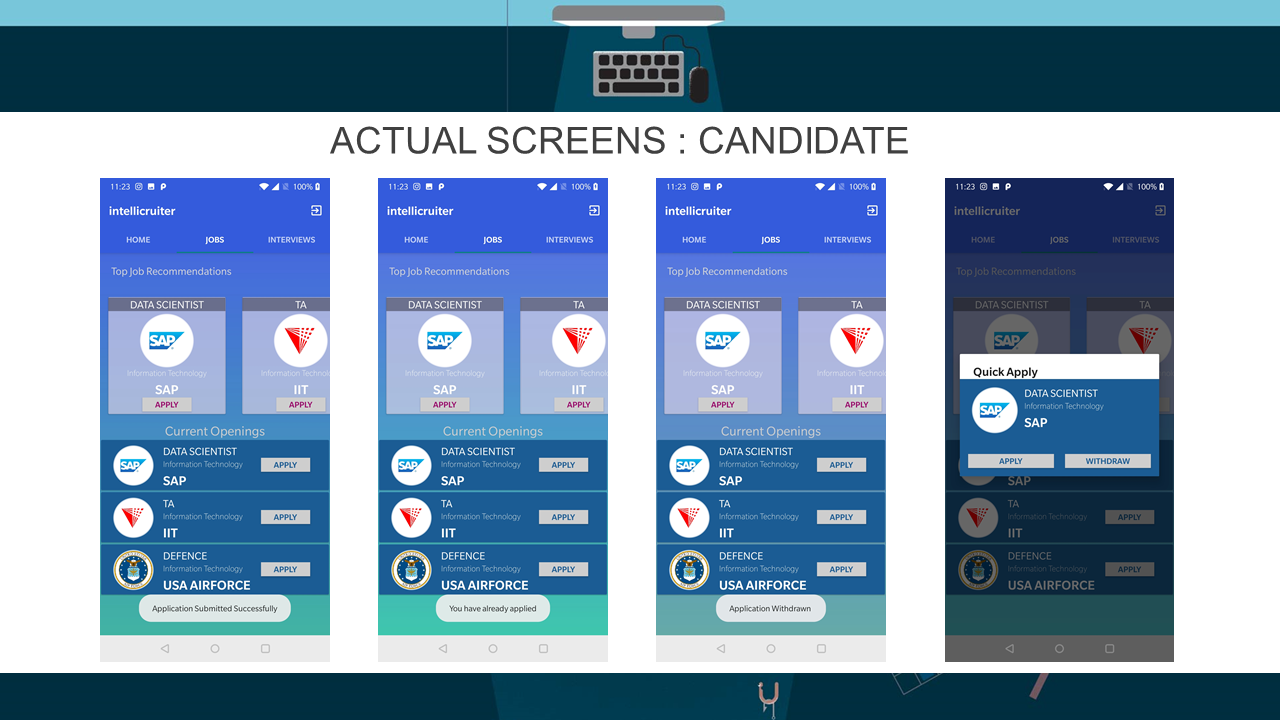 ACTUAL SCREENS : CANDIDATE
11:23 100%
intellicruiter
HOME JOBS INTERVIEWS
Top Job Recommendations
DATA SCIENTIST TA
SAP
Information Technology Information Techn
SAP IIT
APPLY APPLY
Current Openings
SAP
DATA SCIENTIST
Information Technology APPLY
SAP
TA
Information Technology APPLY
IIT
DEFENCE
Information Technology APPLY
USA AIRFORCE
Application Submitted Successfully
11:23 100%
intellicruiter
HOME JOBS INTERVIEWS
Top Job Recommendations
DATA SCIENTIST TA
SAP
Information Technology Information Techn
SAP IIT
APPLY APPLY
Current Openings
SAP
DATA SCIENTIST
Information Technology APPLY
SAP
TA
Information Technology APPLY
IIT
DEFENCE
Information Technology APPLY
USA AIRFORCE
You have already applied
11:23 100%
intellicruiter
HOME JOBS INTERVIEWS
Top Job Recommendations
DATA SCIENTIST TA
SAP
Information Technology Information Techn
SAP IIT
APPLY APPLY
Current Openings
SAP
DATA SCIENTIST
Information Technology APPLY
SAP
TA
Information Technology APPLY
IIT
DEFENCE
Information Technology APPLY
USA AIRFORCE
Application Withdrawn
11:23 100%
intellicruiter
HOME JOBS INTERVIEWS
Top Job Recommendations
DATA SCIENTIST TA
SAP
Quick Apply
SAP
DATA SCIENTIST
Information Technology
SAP
APPLY WITHDRAW
SAP
TA
Information Technology APPLY
IIT
DEFENCE
Information Technology APPLY
USA AIRFORCE